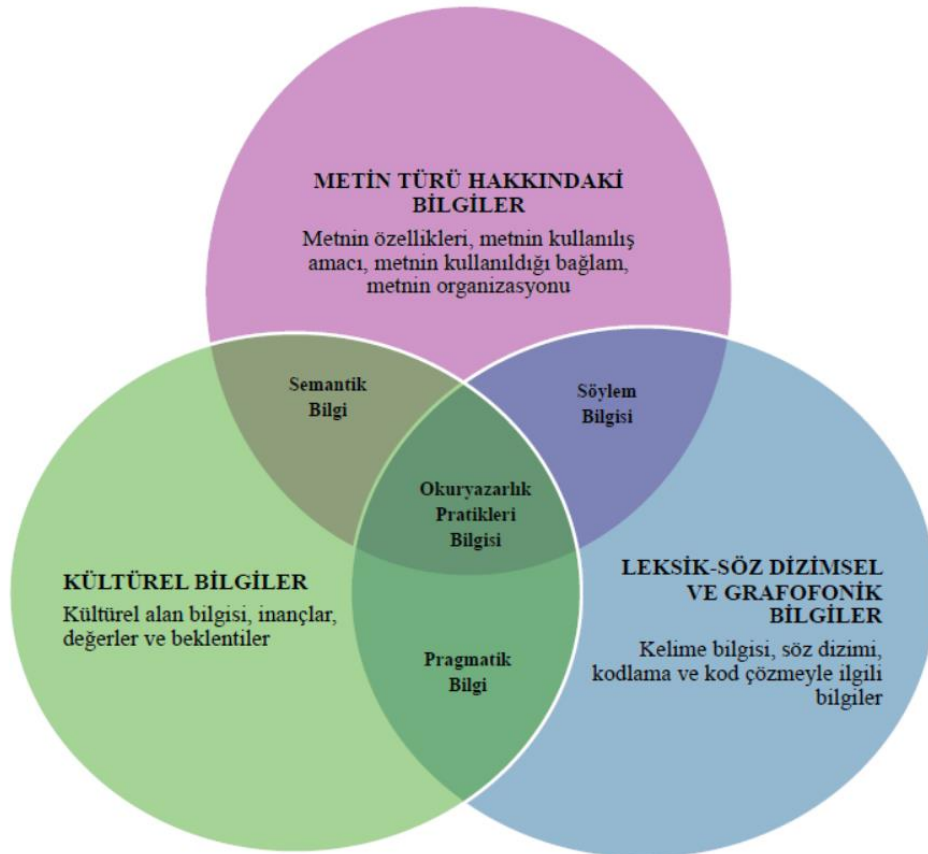 METİN TÜRÜ HAKKINDAKİ
BİLGİLER
Metnin özellikleri, metnin kullanılış
amacı, metnin kullanıldığı bağlam,
metnin organizasyonu
Semantik
Bilgi
Söylem
Bilgisi
Okuryazarlık
Pratikleri
Bilgisi
KÜLTÜREL BİLGİLER
Kültürel alan bilgisi, inançlar,
değerler ve beklentiler
LEKSİK-SÖZ DİZİMSEL
VE GRAFOFONİK
BİLGİLER
Kelime bilgisi, söz dizimi,
kodlama ve kod çözmeyle ilgili
bilgiler
Pragmatik
Bilgi